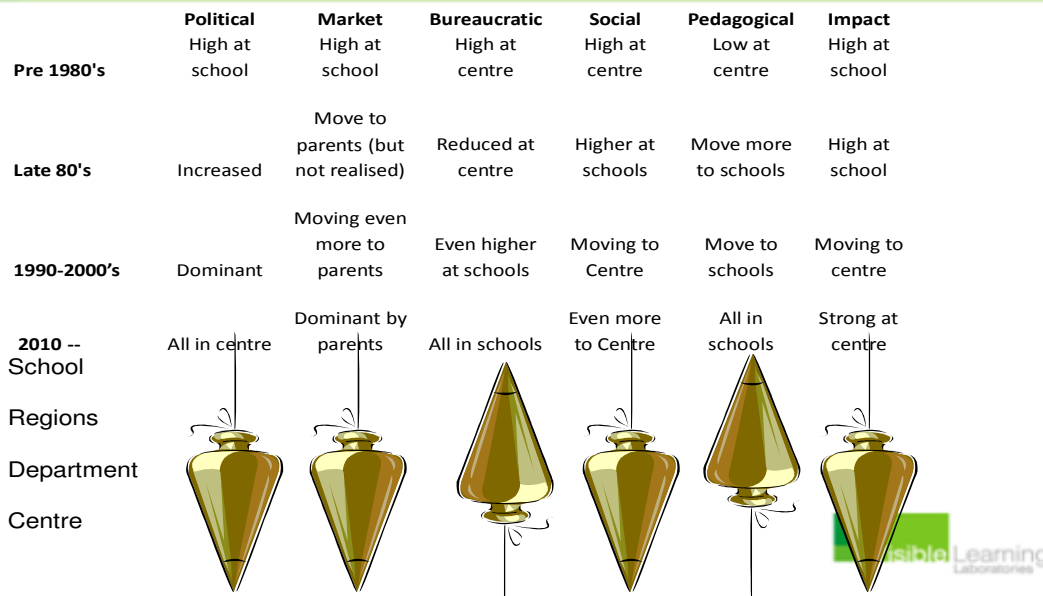 Political Market Bureaucratic Social Pedagogical Impact
High at High at High at High at Low at High at
Pre 1980's school school centre centre centre school
Move to
parents (but Reduced at Higher at Move more High at
Late 80's Increased not realised) centre schools to schools school
Moving even
more to Even higher Moving to Move to Moving to
1990-2000's Dominant parents at schools Centre schools centre
Dominant by Even more All in Strong at
2010 -- All in centre parents All in schools to Centre schools centre
School
Regions
Department
Centre
Learning
Laboratories